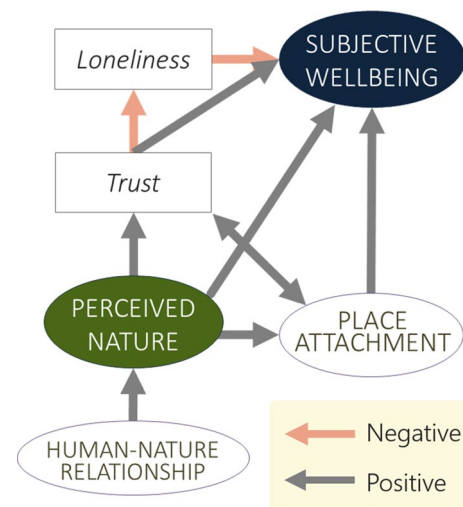 Loneliness
SUBJECTIVE
WELLBEING
Trust
PERCEIVED
NATURE
PLACE
ATTACHMENT
HUMAN-NATURE
RELATIONSHIP
Negative
Positive